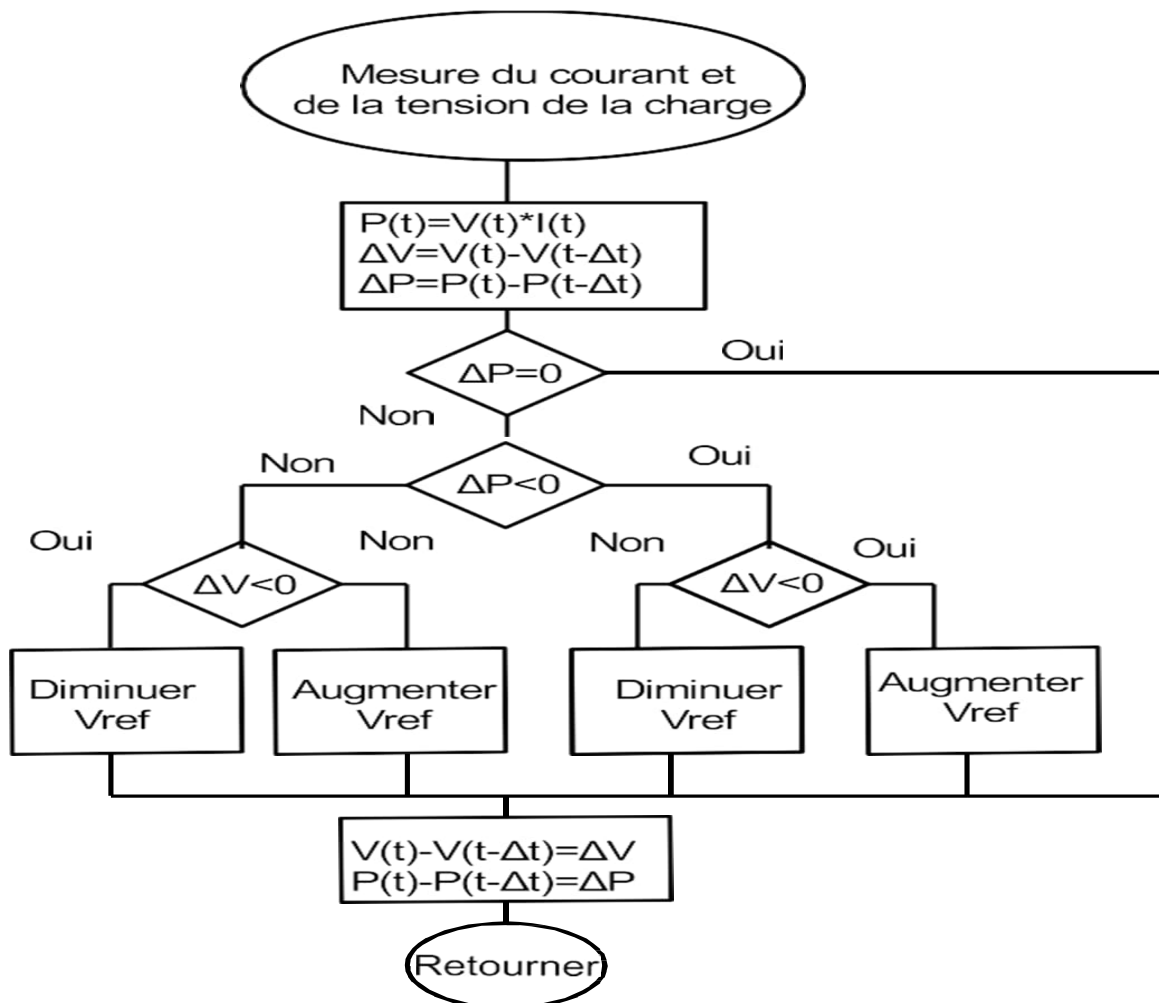 Mesure du courant et
de la tension de la charge
P(t)=V(t)*I(t)
ΔV=V(t)-V(t-Δt)
ΔP=P(t)-P(t-Δt)
Oui
ΔP=0
Non
Non
Oui
ΔP<0
Oui
Non
Non
Oui
ΔV<0
ΔV<0
Diminuer
Vref
Augmenter
Vref
Diminuer
Vref
Augmenter
Vref
V(t)-V(t-Δt)=ΔV
P(t)-P(t-Δt)=ΔP
Retourner